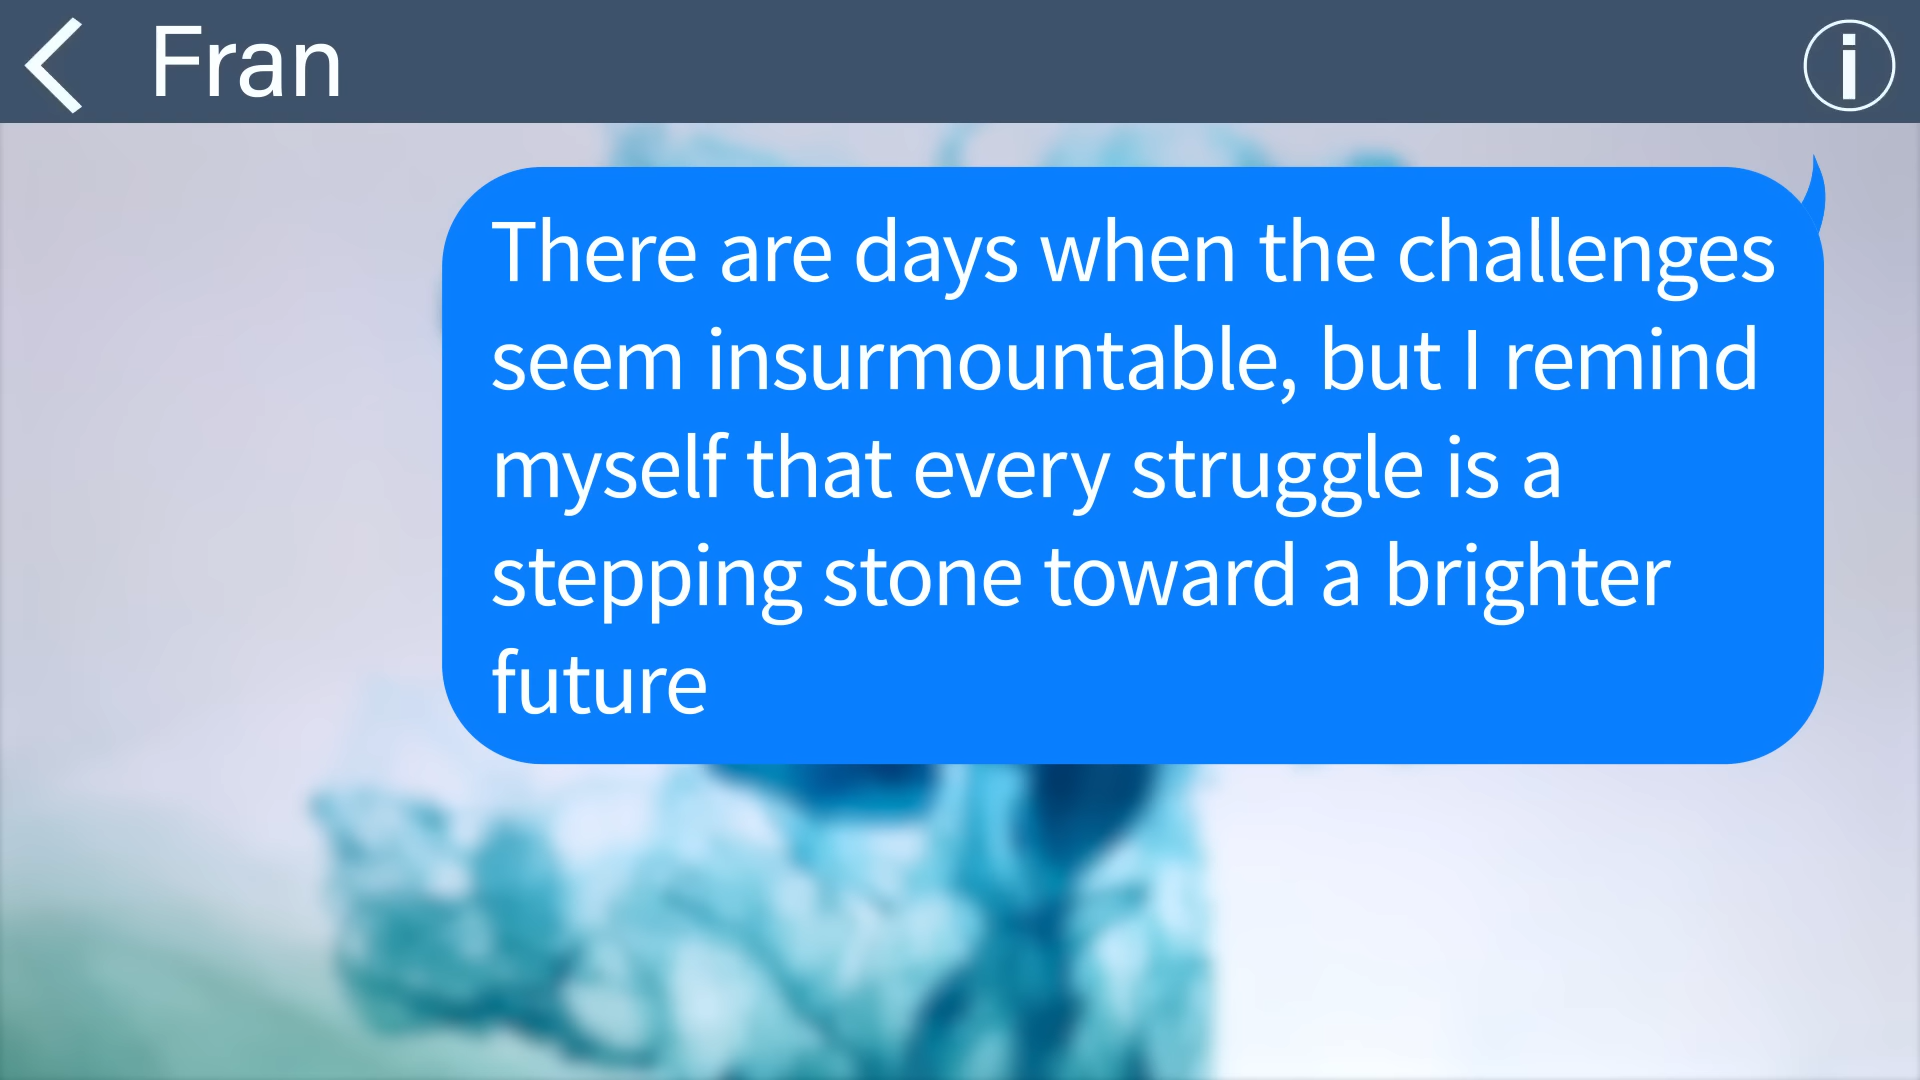 Fran
There are days when the challenges
seem insurmountable, but I remind
myself that every struggle is a
stepping stone toward a brighter
future